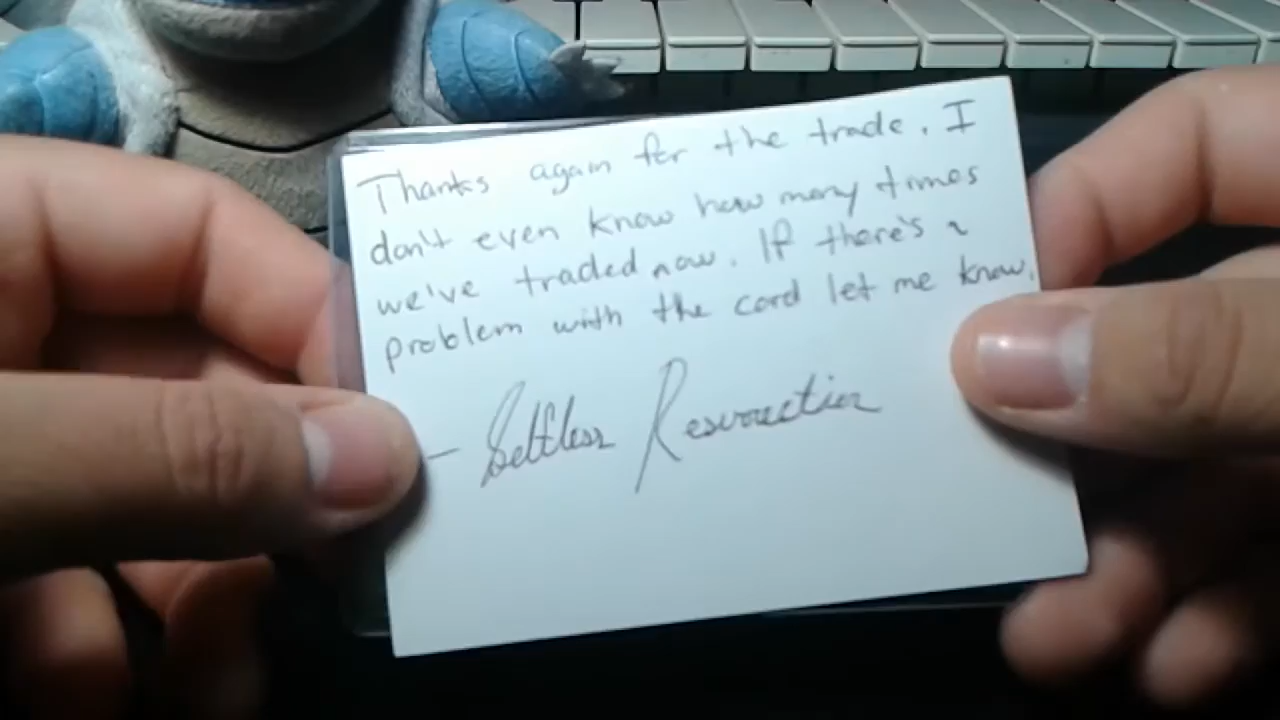 Thanks again for the trade. I
don't even know how many times
we've traded now. If there's a
problem with the card let me know.
- Selfless Resurrection